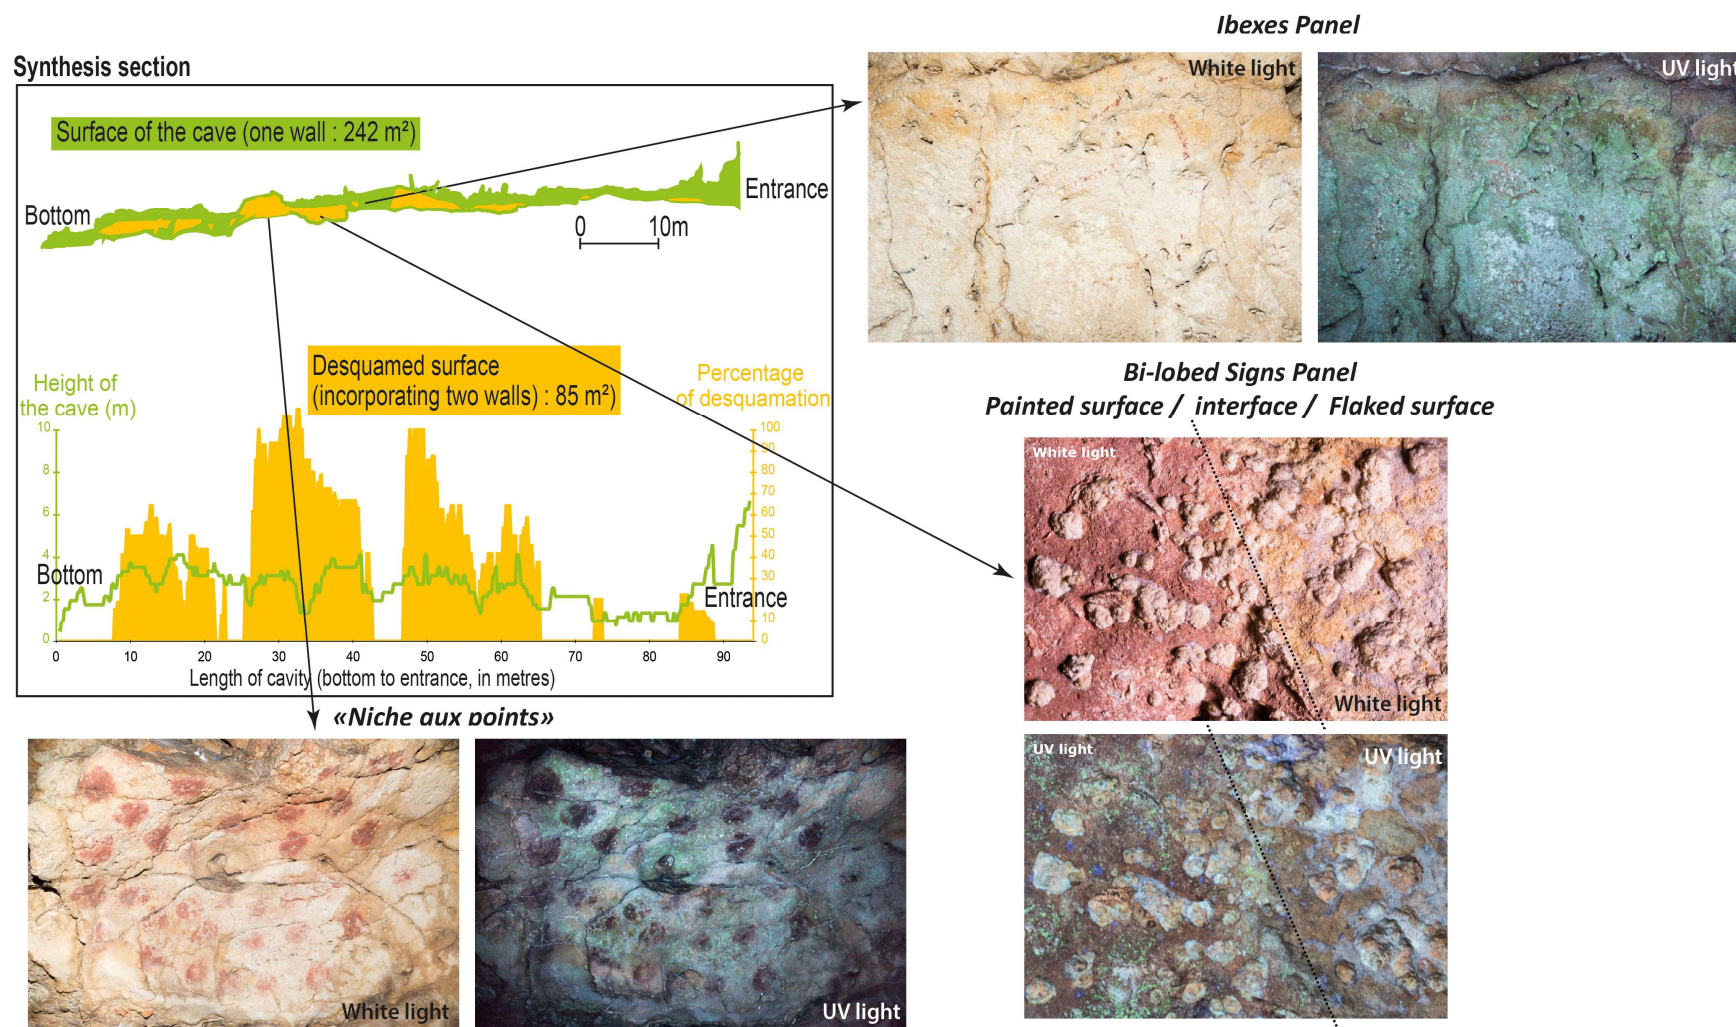 Ibexes Panel
White light
UV light
Synthesis section
Surface of the cave (one wall : 242 m²)
Bottom
Entrance
0 10m
Desquamed surface
(incorporating two walls) : 85 m²)
Height of
the cave (m)
Percentage
of desquamation
10
8
6
4
2
0
100
90
80
70
60
50
40
30
20
10
0
Bottom
Entrance
0 10 20 30 40 50 60 70 80 90
Length of cavity (bottom to entrance, in metres)
Bi-lobed Signs Panel
Painted surface / interface / Flaked surface
White light
White light
UV light
UV light
«Niche aux points»
White light
UV light